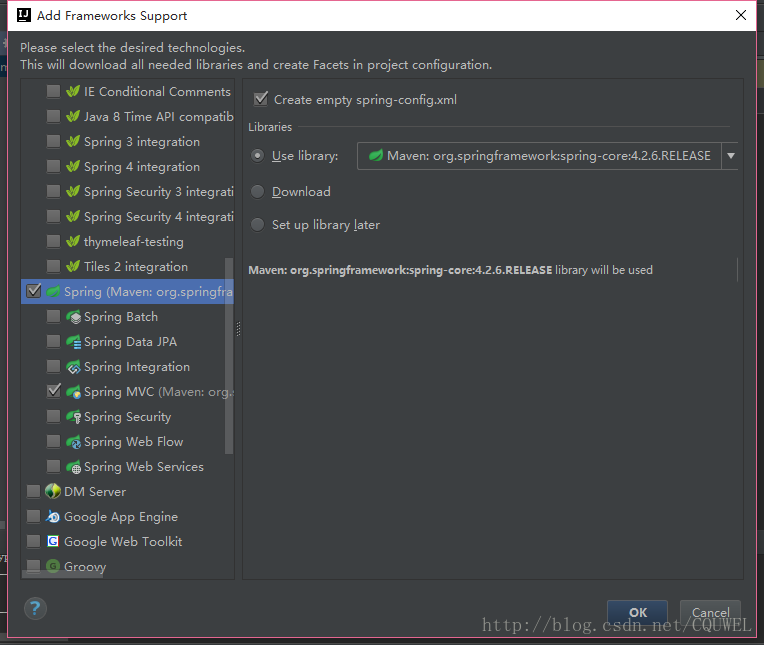 Add Frameworks Support
Please select the desired technologies.
This will download all needed libraries and create Facets in project configuration.
IE Conditional Comments
Java 8 Time API compatib
Spring 3 integration
Spring 4 integration
Spring Security 3 integrati
Spring Security 4 integrati
thymeleaf-testing
Tiles 2 integration
Spring (Maven: org.springfra
Spring Batch
Spring Data JPA
Spring Integration
Spring MVC (Maven: org.s
Spring Security
Spring Web Flow
Spring Web Services
DM Server
Google App Engine
Google Web Toolkit
Groovy
Create empty spring-config.xml
Libraries
Use library: Maven: org.springframework:spring-core:4.2.6.RELEASE
Download
Set up library later
Maven: org.springframework:spring-core:4.2.6.RELEASE library will be used
?
OK
Cancel
http://blog.csdn.net/CQUWEL